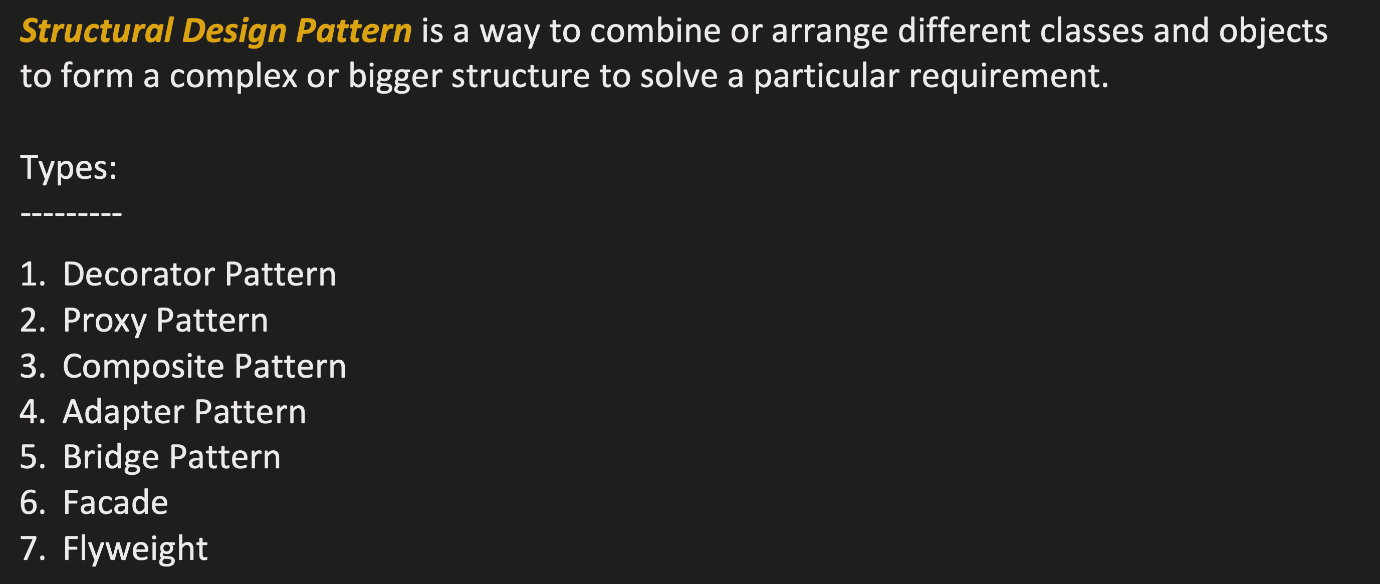 Structural Design Pattern is a way to combine or arrange different classes and objects
to form a complex or bigger structure to solve a particular requirement.
Types:
---------
1. Decorator Pattern
2. Proxy Pattern
3. Composite Pattern
4. Adapter Pattern
5. Bridge Pattern
6. Facade
7. Flyweight